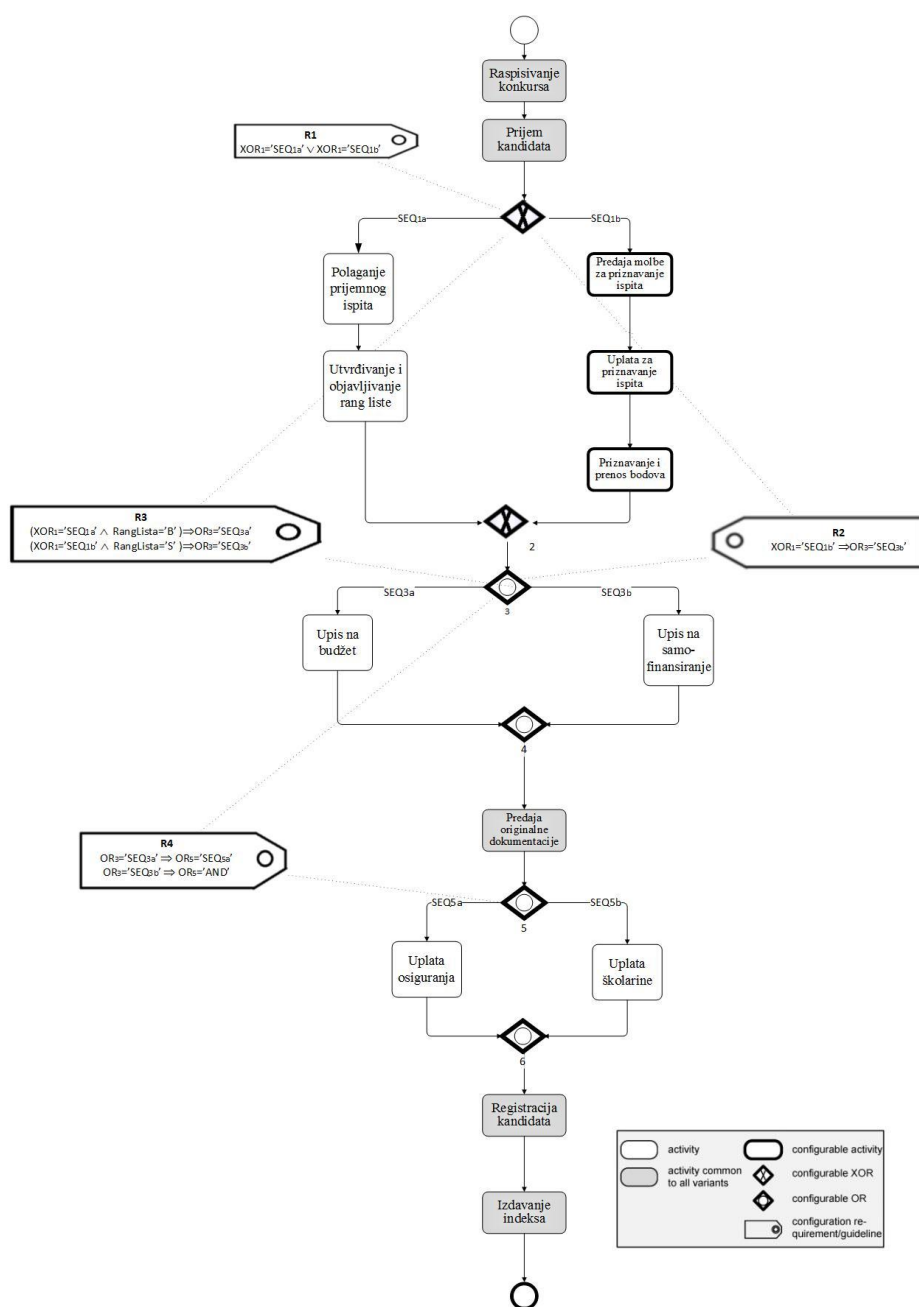 Raspisivanje
konkursa
Prijem
kandidata
R1
XOR₁='SEQ1a' ∨ XOR₁='SEQ1b'
SEQ1a
SEQ1b
Polaganje
prijemnog
ispita
Predaja molbe
za priznavanje
ispita
Utvrđivanje i
objavljivanje
rang liste
Uplata za
priznavanje
ispita
Priznavanje i
prenos bodova
R3
(XOR₁='SEQ1a' ∧ RangLista='B' )⇒OR₃='SEQ3a'
(XOR₁='SEQ1b' ∧ RangLista='S' )⇒OR₃='SEQ3b'
R2
XOR₁='SEQ1b' ⇒OR₃='SEQ3b'
2
SEQ3a
SEQ3b
3
Upis na
budžet
Upis na
samo-
finansiranje
4
Predaja
originalne
dokumentacije
R4
OR₃='SEQ3a' ⇒ OR₅='SEQ5a'
OR₃='SEQ3b' ⇒ OR₅='AND'
SEQ5a
SEQ5b
5
Uplata
osiguranja
Uplata
školarine
6
Registracija
kandidata
Izdavanje
indeksa
activity
configurable activity
activity common
to all variants
configurable XOR
configurable OR
configuration re-
quirement/guideline